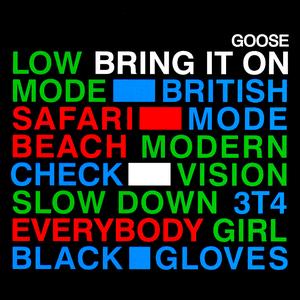 GOOSE
LOW BRING IT ON
MODE BRITISH
SAFARI MODE
BEACH MODERN
CHECK VISION
SLOW DOWN 3T4
EVERYBODY GIRL
BLACK GLOVES